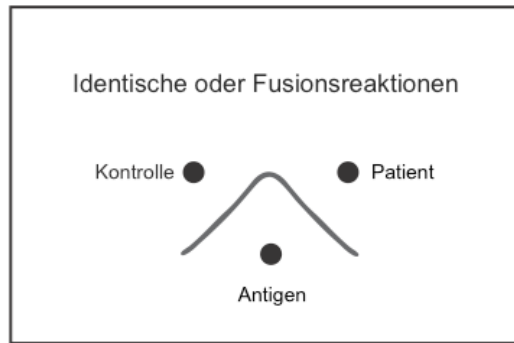 Identische oder Fusionsreaktionen
Kontrolle
Patient
Antigen